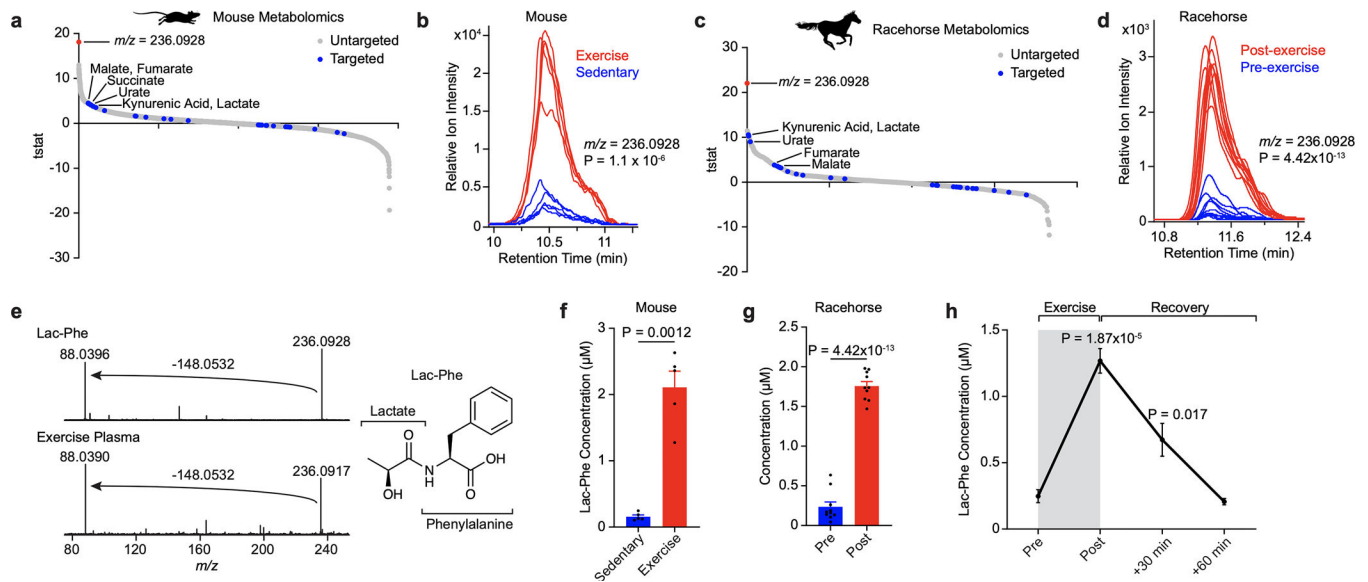 a
Mouse Metabolomics
20
10
0
-10
-20
-30
tstat
m/z = 236.0928
Untargeted
Targeted
Malate, Fumarate
Succinate
Urate
Kynurenic Acid, Lactate
b
Mouse
x10⁴
2
1.5
1
0.5
0
Relative Ion Intensity
Exercise
Sedentary
m/z = 236.0928
P = 1.1 x 10⁻⁶
10
10.5
11
Retention Time (min)
c
Racehorse Metabolomics
30
20
10
0
-10
-20
tstat
m/z = 236.0928
Untargeted
Targeted
Kynurenic Acid, Lactate
Urate
Fumarate
Malate
d
Racehorse
x10³
4
3
2
1
0
Relative Ion Intensity
Post-exercise
Pre-exercise
m/z = 236.0928
P = 4.42x10⁻¹³
10.8
11.6
12.4
Retention Time (min)
e
Lac-Phe
88.0396
-148.0532
236.0928
Exercise Plasma
88.0390
-148.0532
236.0917
80
120
160
200
240
m/z
Lac-Phe
Lactate
O
OH
N
H
O
OH
Phenylalanine
f
Mouse
P = 0.0012
3
2
1
0
Lac-Phe Concentration (µM)
Sedentary
Exercise
g
Racehorse
P = 4.42x10⁻¹³
2.5
2.0
1.5
1.0
0.5
0
Concentration (µM)
Pre
Post
h
Exercise
Recovery
1.5
1.0
0.5
0
Lac-Phe Concentration (µM)
P = 1.87x10⁻⁵
P = 0.017
Pre
Post
+30 min
+60 min